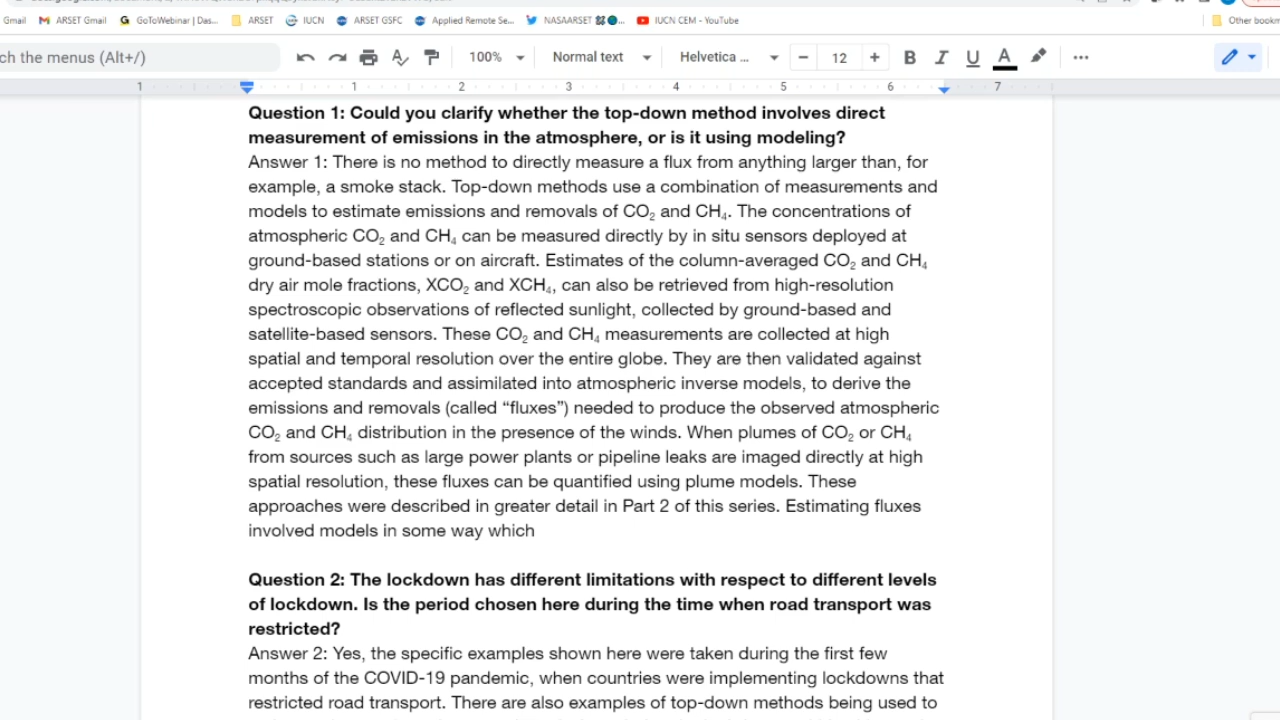 Gmail ARSET Gmail GoToWebinar | Das... ARSET IUCN ARSET GSFC Applied Remote Se... NASAARSET IUCN CEM - YouTube Other bookm
ch the menus (Alt+/) 100% Normal text Helvetica ... − 12 + B I U A
1 1 2 3 4 5 6 7
Question 1: Could you clarify whether the top-down method involves direct
measurement of emissions in the atmosphere, or is it using modeling?
Answer 1: There is no method to directly measure a flux from anything larger than, for
example, a smoke stack. Top-down methods use a combination of measurements and
models to estimate emissions and removals of CO₂ and CH₄. The concentrations of
atmospheric CO₂ and CH₄ can be measured directly by in situ sensors deployed at
ground-based stations or on aircraft. Estimates of the column-averaged CO₂ and CH₄
dry air mole fractions, XCO₂ and XCH₄, can also be retrieved from high-resolution
spectroscopic observations of reflected sunlight, collected by ground-based and
satellite-based sensors. These CO₂ and CH₄ measurements are collected at high
spatial and temporal resolution over the entire globe. They are then validated against
accepted standards and assimilated into atmospheric inverse models, to derive the
emissions and removals (called “fluxes”) needed to produce the observed atmospheric
CO₂ and CH₄ distribution in the presence of the winds. When plumes of CO₂ or CH₄
from sources such as large power plants or pipeline leaks are imaged directly at high
spatial resolution, these fluxes can be quantified using plume models. These
approaches were described in greater detail in Part 2 of this series. Estimating fluxes
involved models in some way which
Question 2: The lockdown has different limitations with respect to different levels
of lockdown. Is the period chosen here during the time when road transport was
restricted?
Answer 2: Yes, the specific examples shown here were taken during the first few
months of the COVID-19 pandemic, when countries were implementing lockdowns that
restricted road transport. There are also examples of top-down methods being used to